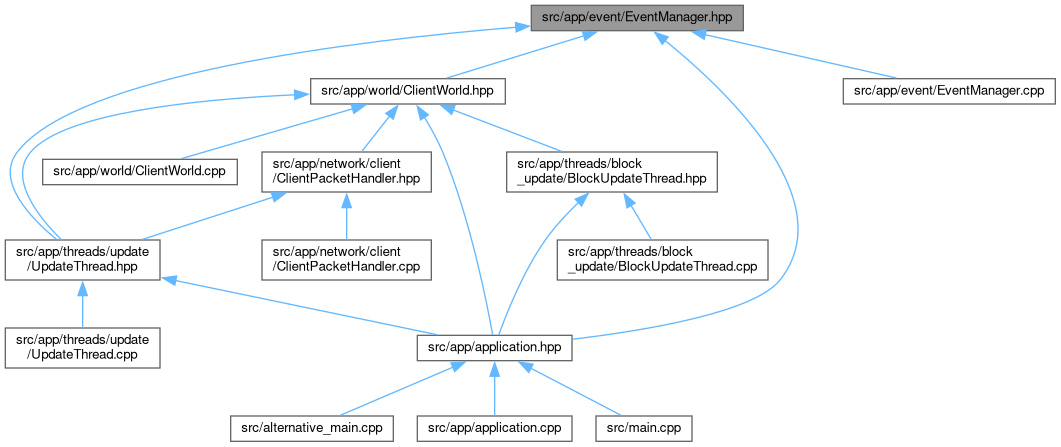 src/app/event/EventManager.hpp
src/app/world/ClientWorld.hpp
src/app/event/EventManager.cpp
src/app/world/ClientWorld.cpp
src/app/network/client
/ClientPacketHandler.hpp
src/app/threads/block
_update/BlockUpdateThread.hpp
src/app/threads/update
/UpdateThread.hpp
src/app/network/client
/ClientPacketHandler.cpp
src/app/threads/block
_update/BlockUpdateThread.cpp
src/app/threads/update
/UpdateThread.cpp
src/app/application.hpp
src/alternative_main.cpp
src/app/application.cpp
src/main.cpp